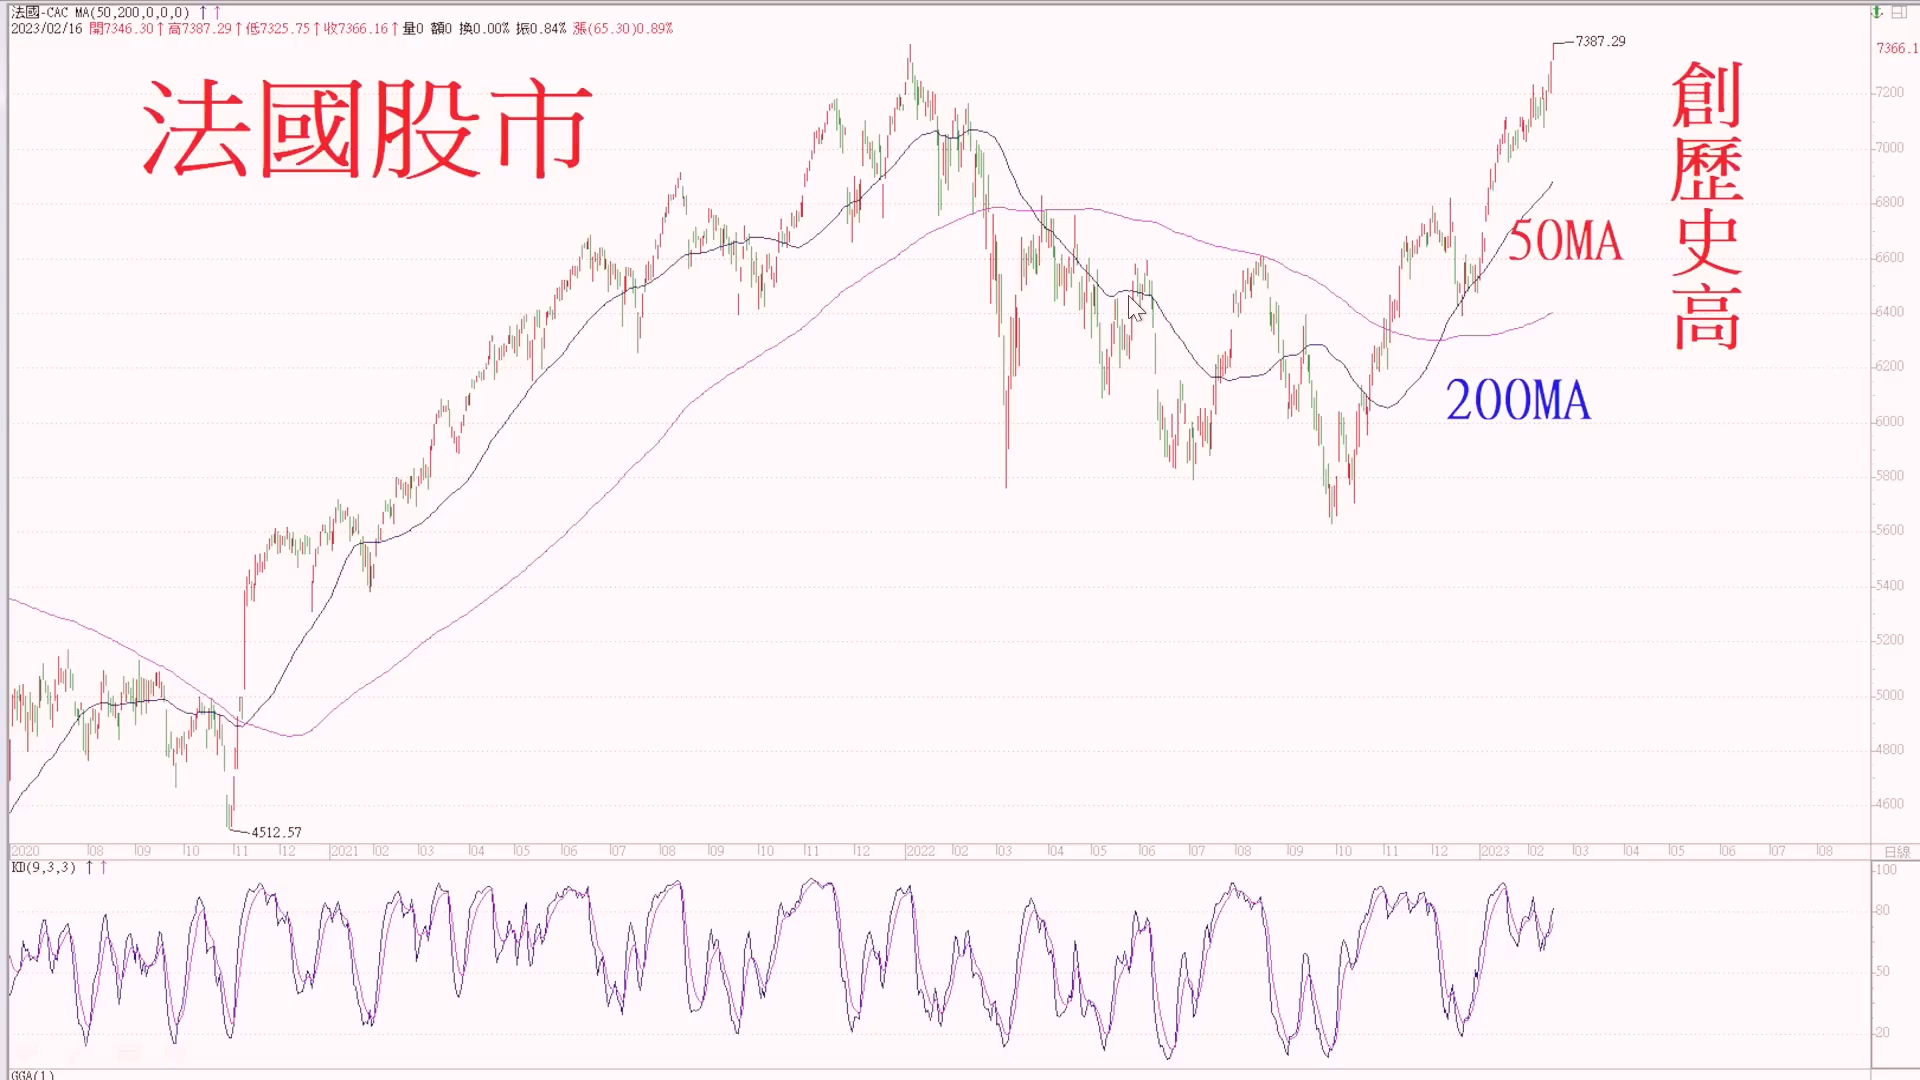 法國-CAC MA(50,200,0,0,0) ↑ ↑
2023/02/16 開7346.30↑高7387.29↑低7325.75↑收7366.16↑量0 額0 換0.00% 振0.84% 漲(65.30)0.89%
7387.29
7366.1
法國股市
創歷史高
7200
7000
6800
50MA
6600
6400
200MA
6200
6000
5800
5600
5400
5200
5000
4800
4600
4512.57
2020 08 09 10 11 12 2021 02 03 04 05 06 07 08 09 10 11 12 2022 02 03 04 05 06 07 08 09 10 11 12 2023 02 03 04 05 06 07 08 日線
KD(9,3,3) ↑ ↑
100
80
50
20
GGA(1)